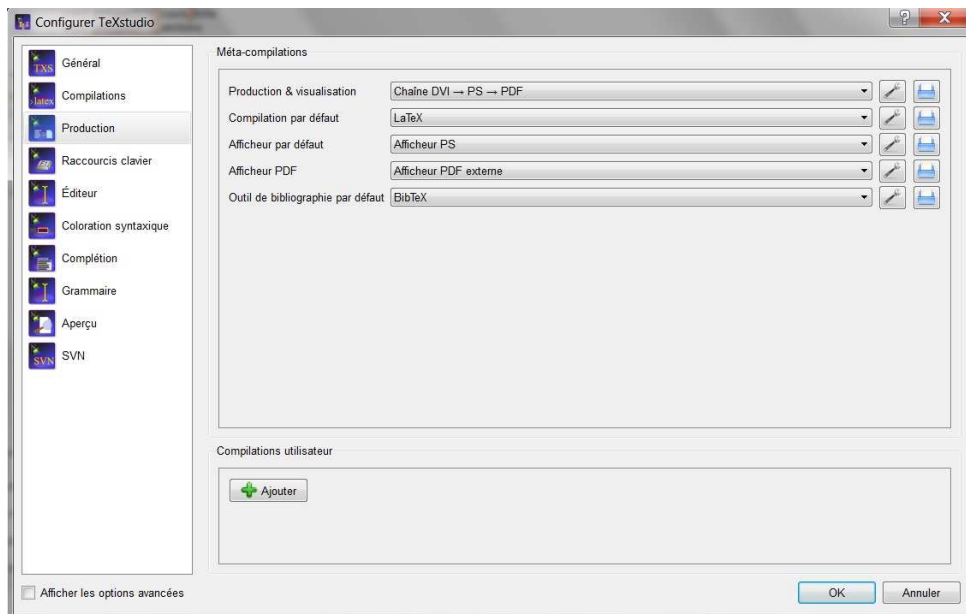 Configurer TeXstudio
Général
Compilations
Production
Raccourcis clavier
Éditeur
Coloration syntaxique
Complétion
Grammaire
Aperçu
SVN
Méta-compilations
Production & visualisation Chaîne DVI → PS → PDF
Compilation par défaut LaTeX
Afficheur par défaut Afficheur PS
Afficheur PDF Afficheur PDF externe
Outil de bibliographie par défaut BibTeX
Compilations utilisateur
Ajouter
Afficher les options avancées
OK Annuler